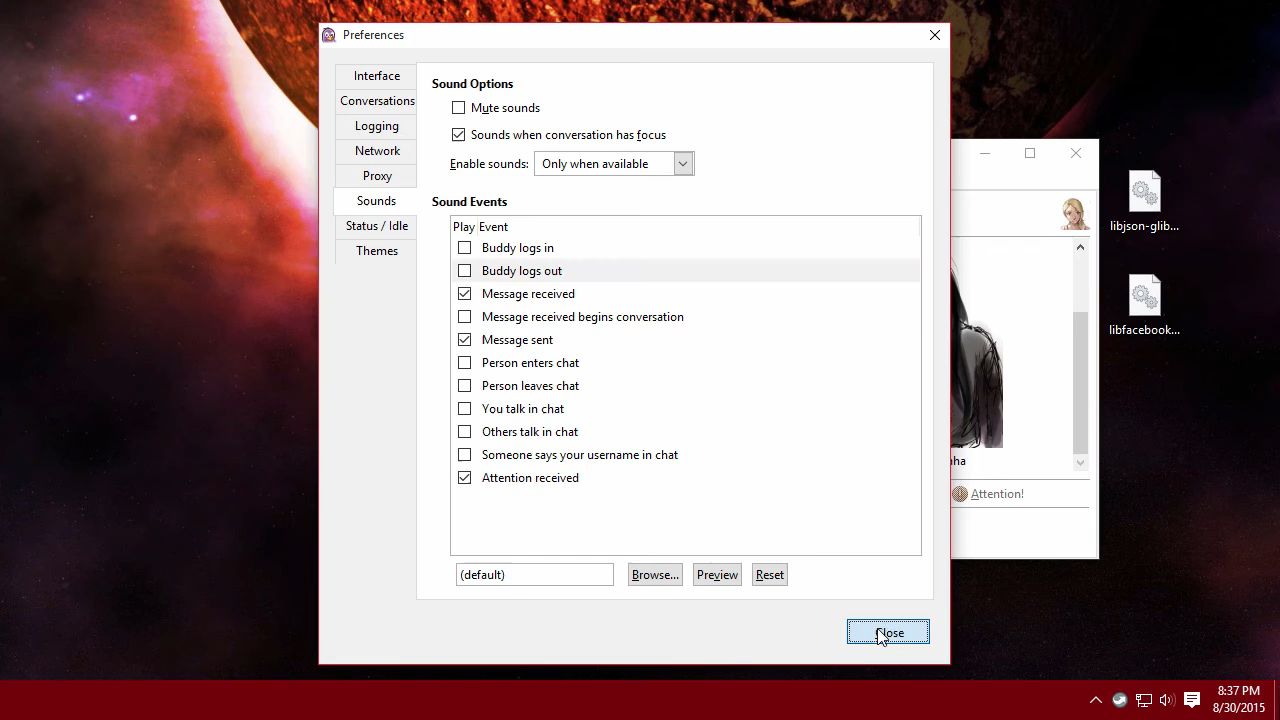 Preferences
Interface
Conversations
Logging
Network
Proxy
Sounds
Status / Idle
Themes
Sound Options
Mute sounds
Sounds when conversation has focus
Enable sounds: Only when available
Sound Events
Play Event
Buddy logs in
Buddy logs out
Message received
Message received begins conversation
Message sent
Person enters chat
Person leaves chat
You talk in chat
Others talk in chat
Someone says your username in chat
Attention received
(default) Browse... Preview Reset
Close
Attention!
libjson-glib...
libfacebook...
8:37 PM
8/30/2015